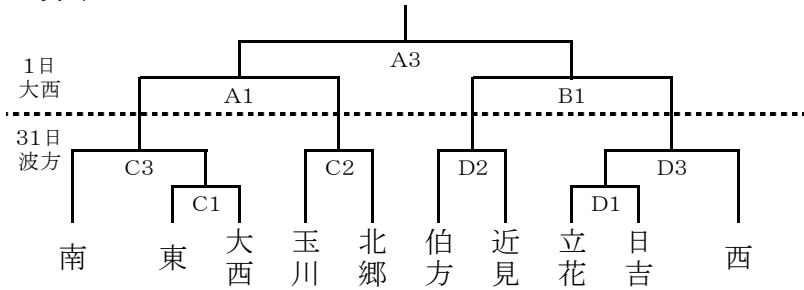 A3
1日
大西
A1
B1
31日
波方
C3
C2
D2
D3
C1
D1
南
東
大西
玉川
北郷
伯方
近見
立花
日吉
西